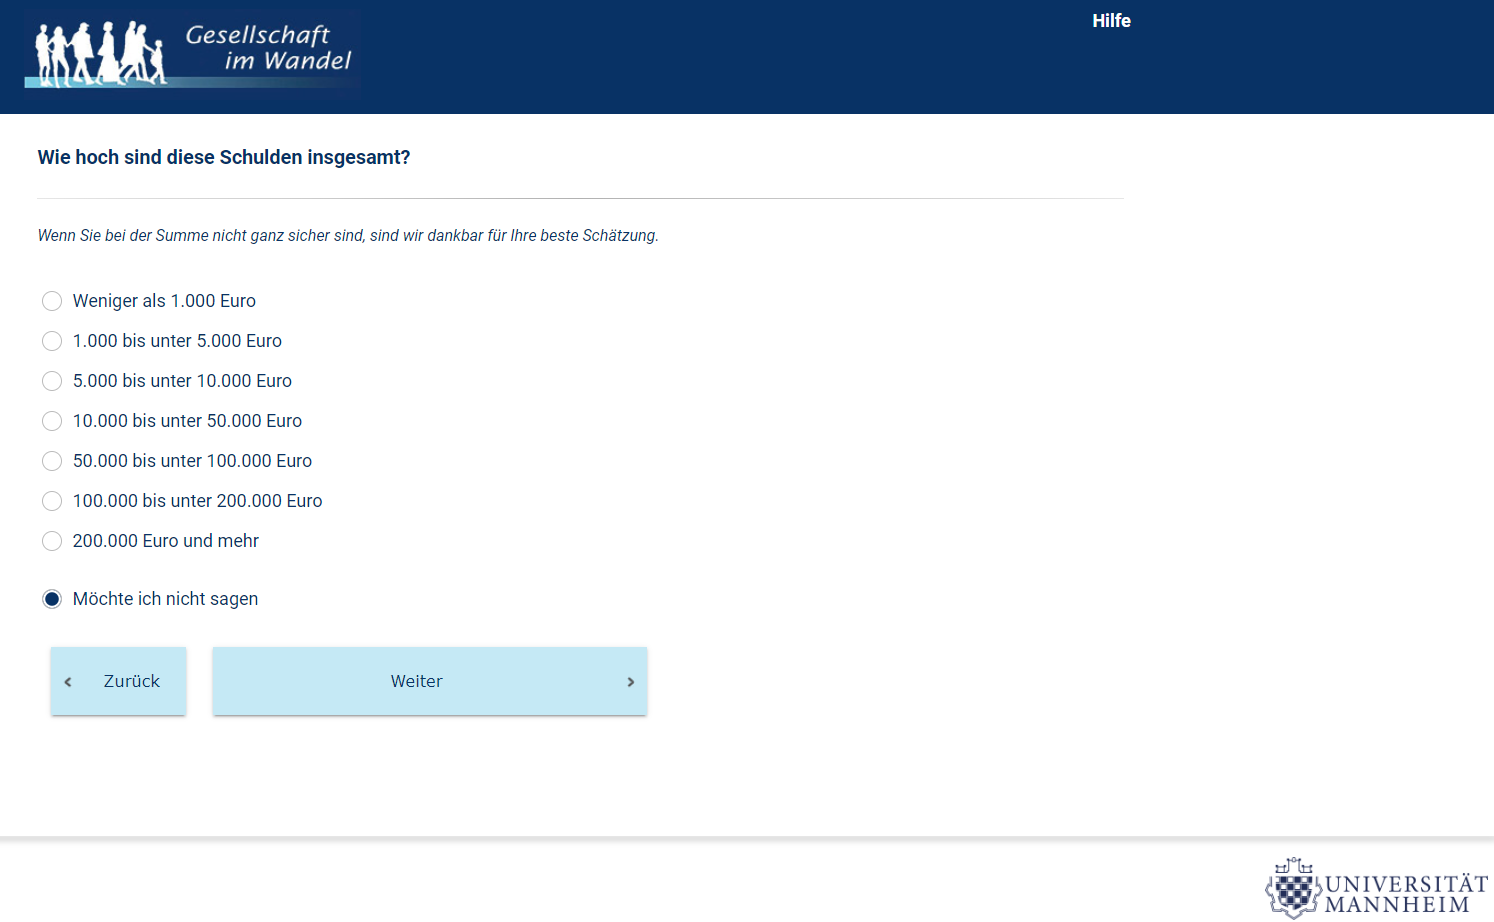 Gesellschaft
im Wandel
Hilfe
Wie hoch sind diese Schulden insgesamt?
Wenn Sie bei der Summe nicht ganz sicher sind, sind wir dankbar für Ihre beste Schätzung.
Weniger als 1.000 Euro
1.000 bis unter 5.000 Euro
5.000 bis unter 10.000 Euro
10.000 bis unter 50.000 Euro
50.000 bis unter 100.000 Euro
100.000 bis unter 200.000 Euro
200.000 Euro und mehr
Möchte ich nicht sagen
Zurück
Weiter
UNIVERSITÄT
MANNHEIM